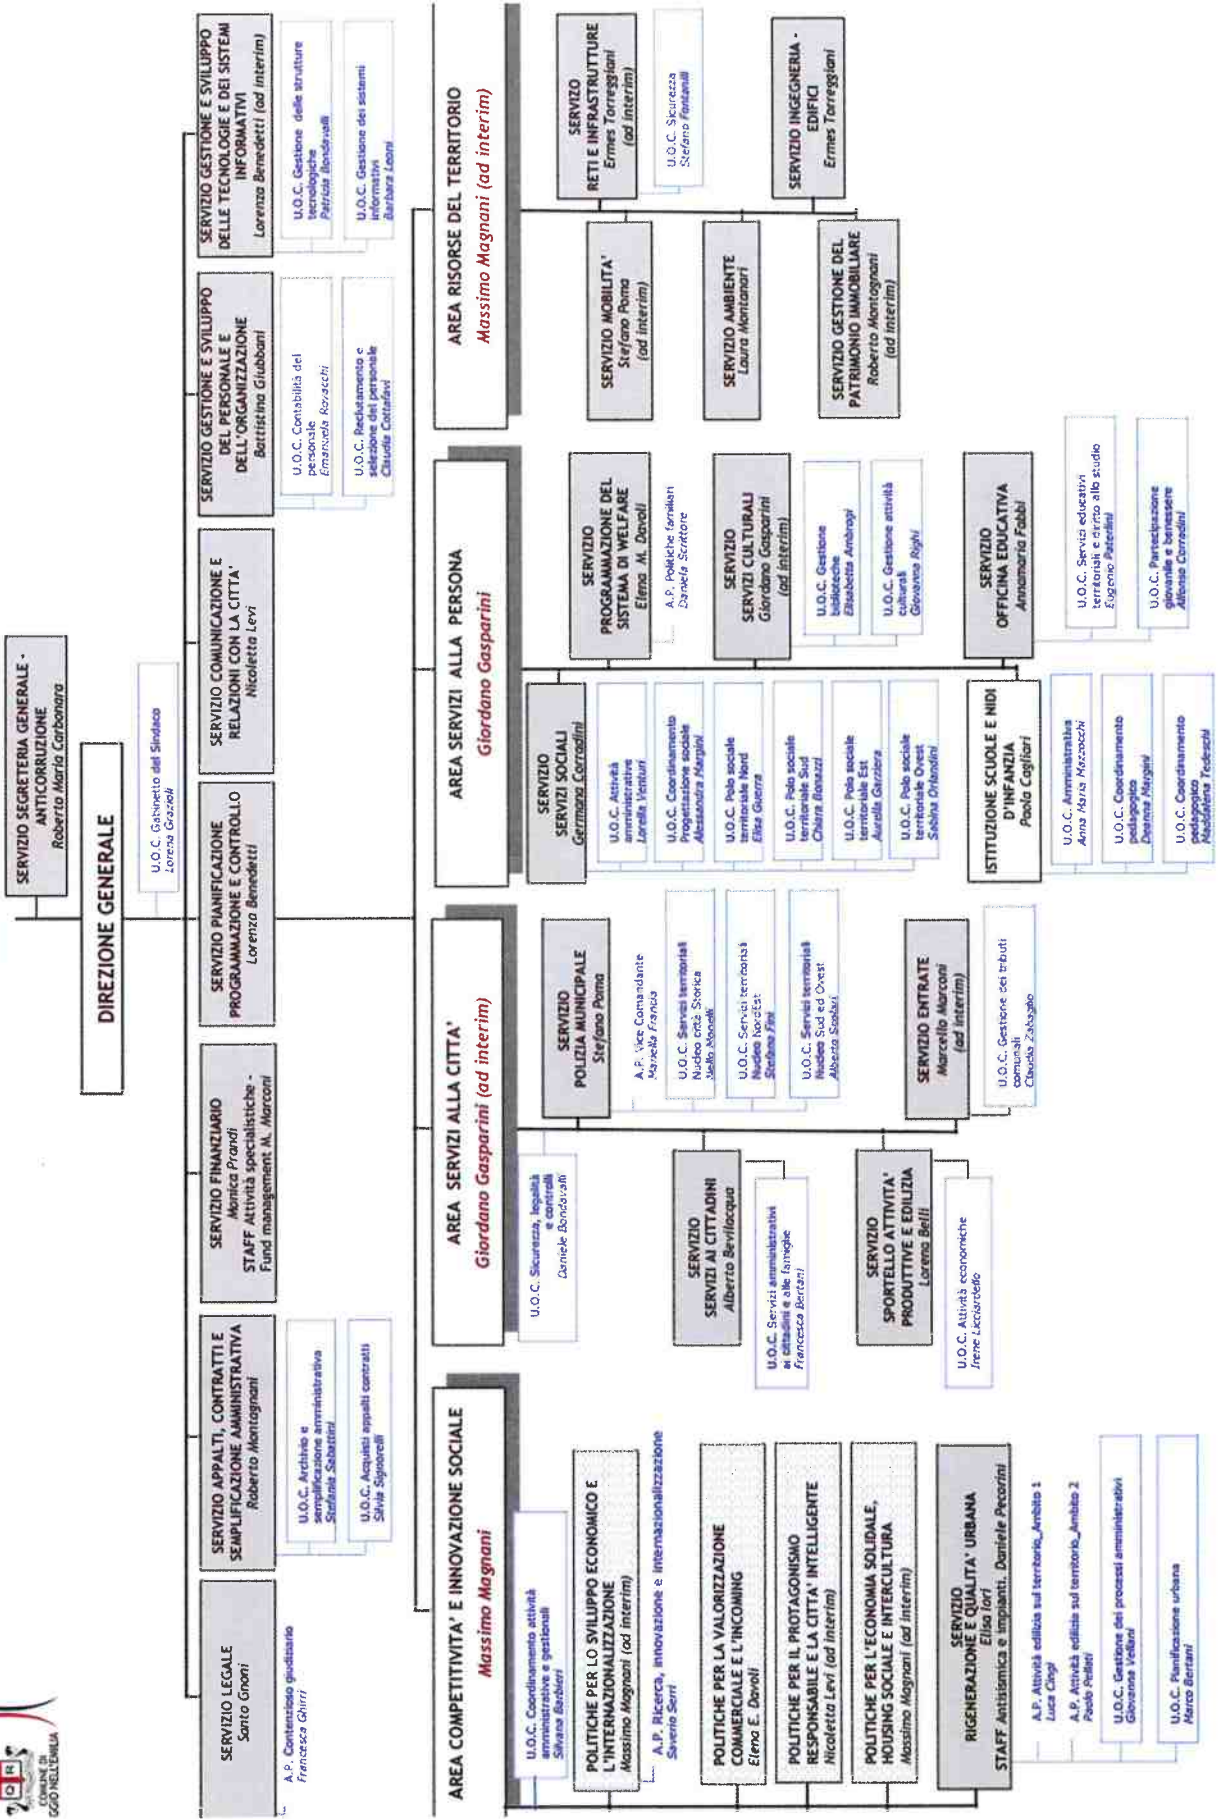 COMUNE DI
GGIO NELL'EMILIA
SERVIZIO SEGRETERIA GENERALE -
ANTICORRUZIONE
Roberto Maria Carbonara
DIREZIONE GENERALE
U.O.C. Gabinetto del Sindaco
Lorena Grazioli
SERVIZIO LEGALE
Santo Gnoni
A.P. Contenzioso giudiziario
Francesca Ghirri
SERVIZIO APPALTI, CONTRATTI E
SEMPLIFICAZIONE AMMINISTRATIVA
Roberto Montagnani
U.O.C. Archivio e
semplificazione amministrativa
Stefania Sabattini
U.O.C. Acquisti appalti contratti
Silvia Signorelli
SERVIZIO FINANZIARIO
Monica Prandi
STAFF Attività specialistiche -
Fund management M. Marconi
SERVIZIO PIANIFICAZIONE
PROGRAMMAZIONE E CONTROLLO
Lorenza Benedetti
SERVIZIO COMUNICAZIONE E
RELAZIONI CON LA CITTA'
Nicoletta Levi
SERVIZIO GESTIONE E SVILUPPO
DEL PERSONALE E
DELL'ORGANIZZAZIONE
Battistina Giubbani
U.O.C. Contabilità del
personale
Emanuela Ravacchi
U.O.C. Reclutamento e
selezione del personale
Claudia Cottafavi
SERVIZIO GESTIONE E SVILUPPO
DELLE TECNOLOGIE E DEI SISTEMI
INFORMATIVI
Lorenza Benedetti (ad interim)
U.O.C. Gestione delle strutture
tecnologiche
Patrizia Bondavalli
U.O.C. Gestione dei sistemi
informativi
Barbara Leoni
AREA COMPETITIVITA' E INNOVAZIONE SOCIALE
Massimo Magnani
U.O.C. Coordinamento attività
amministrative e gestionali
Silvana Barbieri
POLITICHE PER LO SVILUPPO ECONOMICO E
L'INTERNAZIONALIZZAZIONE
Massimo Magnani (ad interim)
A.P. Ricerca, innovazione e internazionalizzazione
Saverio Serri
POLITICHE PER LA VALORIZZAZIONE
COMMERCIALE E L'INCOMING
Elena E. Davoli
POLITICHE PER IL PROTAGONISMO
RESPONSABILE E LA CITTA' INTELLIGENTE
Nicoletta Levi (ad interim)
POLITICHE PER L'ECONOMIA SOLIDALE,
HOUSING SOCIALE E INTERCULTURA
Massimo Magnani (ad interim)
SERVIZIO
RIGENERAZIONE E QUALITA' URBANA
Elisa Iori
STAFF Antisismica e impianti. Daniele Pecorini
A.P. Attività edilizia sul territorio_Ambito 1
Luca Cingi
A.P. Attività edilizia sul territorio_Ambito 2
Paolo Pellati
U.O.C. Gestione dei processi amministrativi
Giovanna Vellani
U.O.C. Pianificazione urbana
Marco Bertani
AREA SERVIZI ALLA CITTA'
Giordano Gasparini (ad interim)
U.O.C. Sicurezza, legalità
e controlli
Daniele Bondavalli
SERVIZIO
POLIZIA MUNICIPALE
Stefano Poma
A.P. Vice Comandante
Mariella Francia
U.O.C. Servizi territoriali
Nucleo città Storica
Nello Monelli
U.O.C. Servizi territoriali
Nucleo NordEst
Stefano Fini
U.O.C. Servizi territoriali
Nucleo Sud ed Ovest
Alberto Scolari
SERVIZIO
SERVIZI AI CITTADINI
Alberto Bevilacqua
U.O.C. Servizi amministrativi
ai cittadini e alle famiglie
Francesca Bertani
SERVIZIO
SPORTELLO ATTIVITA'
PRODUTTIVE E EDILIZIA
Lorena Belli
U.O.C. Attività economiche
Irene Licciardello
SERVIZIO ENTRATE
Marcello Marconi
(ad interim)
U.O.C. Gestione dei tributi
comunali
Claudia Zabaglio
AREA SERVIZI ALLA PERSONA
Giordano Gasparini
SERVIZIO
SERVIZI SOCIALI
Germana Corradini
U.O.C. Attività
amministrative
Lorella Venturi
U.O.C. Coordinamento
Progettazione sociale
Alessandra Margini
U.O.C. Polo sociale
territoriale Nord
Elisa Guerra
U.O.C. Polo sociale
territoriale Sud
Chiara Bonazzi
U.O.C. Polo sociale
territoriale Est
Aurella Garziera
U.O.C. Polo sociale
territoriale Ovest
Sabina Orlandini
SERVIZIO
PROGRAMMAZIONE DEL
SISTEMA DI WELFARE
Elena M. Davoli
A.P. Politiche familiari
Daniela Scrittore
SERVIZIO
SERVIZI CULTURALI
Giordano Gasparini
(ad interim)
U.O.C. Gestione
biblioteche
Elisabetta Ambrogi
U.O.C. Gestione attività
culturali
Giovanna Righi
ISTITUZIONE SCUOLE E NIDI
D'INFANZIA
Paola Cagliari
U.O.C. Amministrativa
Anna Maria Mazzocchi
U.O.C. Coordinamento
pedagogico
Deanna Margini
U.O.C. Coordinamento
pedagogico
Maddalena Tedeschi
SERVIZIO
OFFICINA EDUCATIVA
Annamaria Fabbi
U.O.C. Servizi educativi
territoriali e diritto allo studio
Eugenio Paterlini
U.O.C. Partecipazione
giovanile e benessere
Alfonso Corradini
AREA RISORSE DEL TERRITORIO
Massimo Magnani (ad interim)
SERVIZO
RETI E INFRASTRUTTURE
Ermes Torreggiani
(ad interim)
U.O.C. Sicurezza
Stefano Fantanili
SERVIZIO MOBILITA'
Stefano Poma
(ad interim)
SERVIZIO AMBIENTE
Laura Montanari
SERVIZIO INGEGNERIA -
EDIFICI
Ermes Torreggiani
SERVIZIO GESTIONE DEL
PATRIMONIO IMMOBILIARE
Roberto Montagnani
(ad interim)